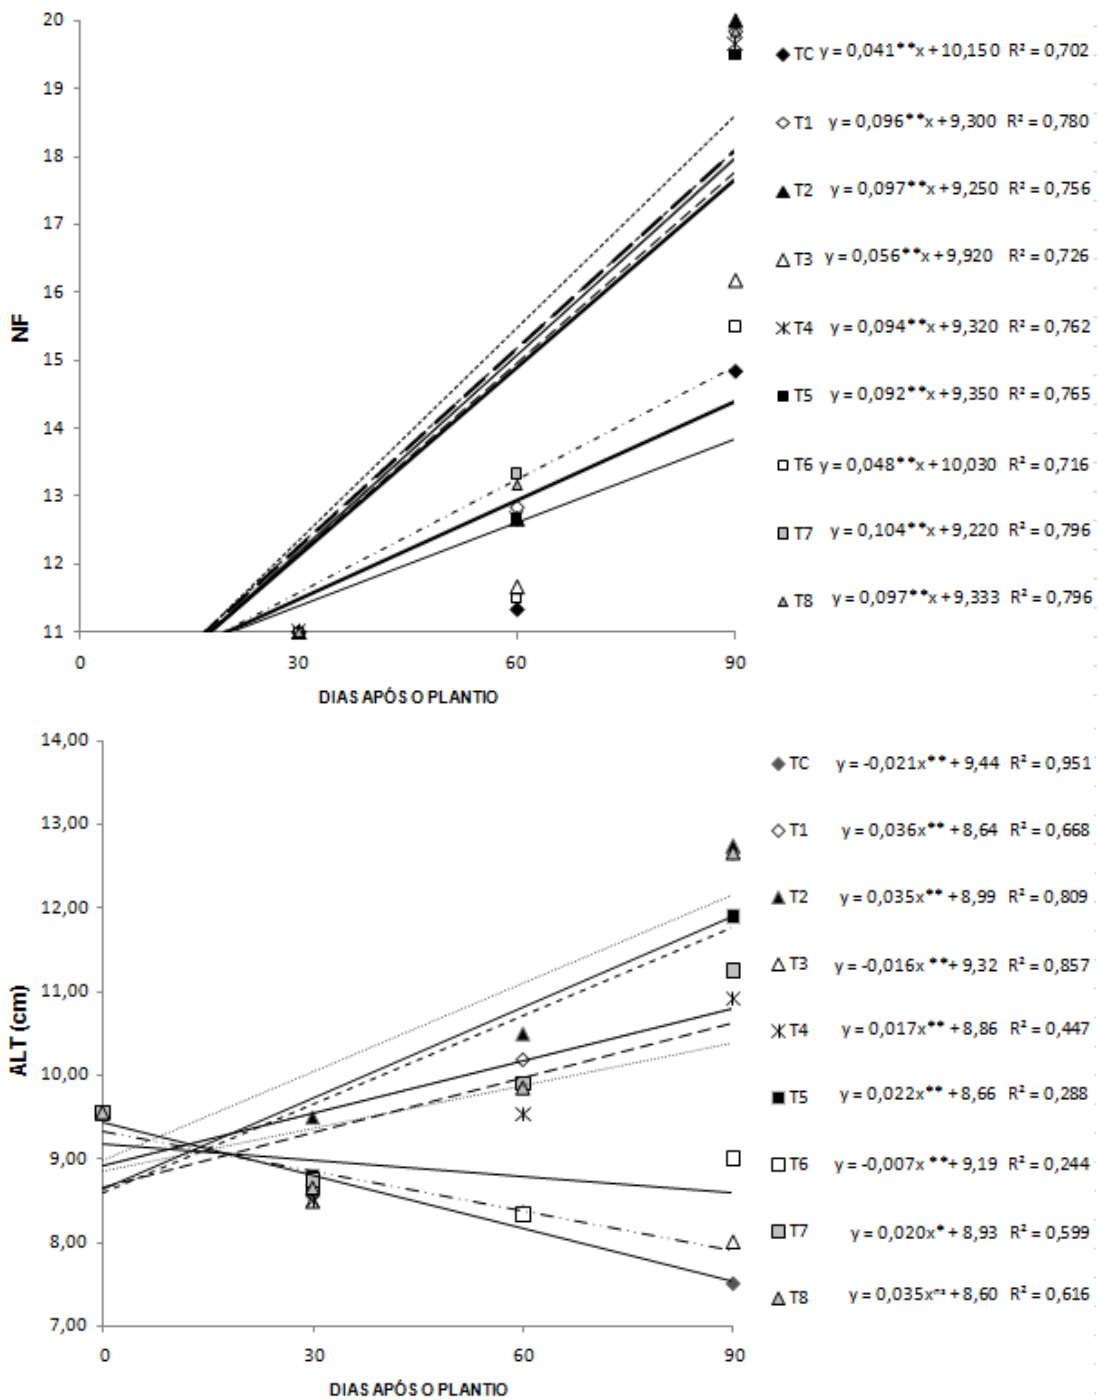 20
19
18
17
16
15
14
13
12
11
NF
0 30 60 90
DIAS APÓS O PLANTIO
TC y = 0,041**x + 10,150 R² = 0,702
T1 y = 0,096**x + 9,300 R² = 0,780
T2 y = 0,097**x + 9,250 R² = 0,756
T3 y = 0,056**x + 9,920 R² = 0,726
T4 y = 0,094**x + 9,320 R² = 0,762
T5 y = 0,092**x + 9,350 R² = 0,765
T6 y = 0,048**x + 10,030 R² = 0,716
T7 y = 0,104**x + 9,220 R² = 0,796
T8 y = 0,097**x + 9,333 R² = 0,796
14,00
13,00
12,00
11,00
10,00
9,00
8,00
7,00
ALT (cm)
0 30 60 90
DIAS APÓS O PLANTIO
TC y = -0,021x** + 9,44 R² = 0,951
T1 y = 0,036x** + 8,64 R² = 0,668
T2 y = 0,035x** + 8,99 R² = 0,809
T3 y = -0,016x **+ 9,32 R² = 0,857
T4 y = 0,017x** + 8,86 R² = 0,447
T5 y = 0,022x** + 8,66 R² = 0,288
T6 y = -0,007x **+ 9,19 R² = 0,244
T7 y = 0,020x* + 8,93 R² = 0,599
T8 y = 0,035xⁿˢ + 8,60 R² = 0,616